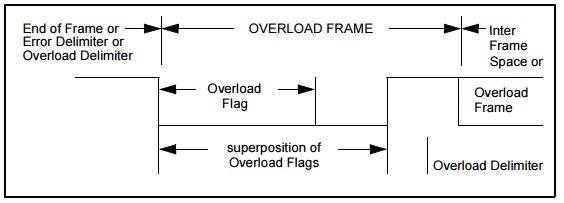 End of Frame or
Error Delimiter or
Overload Delimiter
OVERLOAD FRAME
Inter
Frame
Space or
Overload
Frame
Overload
Flag
superposition of
Overload Flags
Overload Delimiter